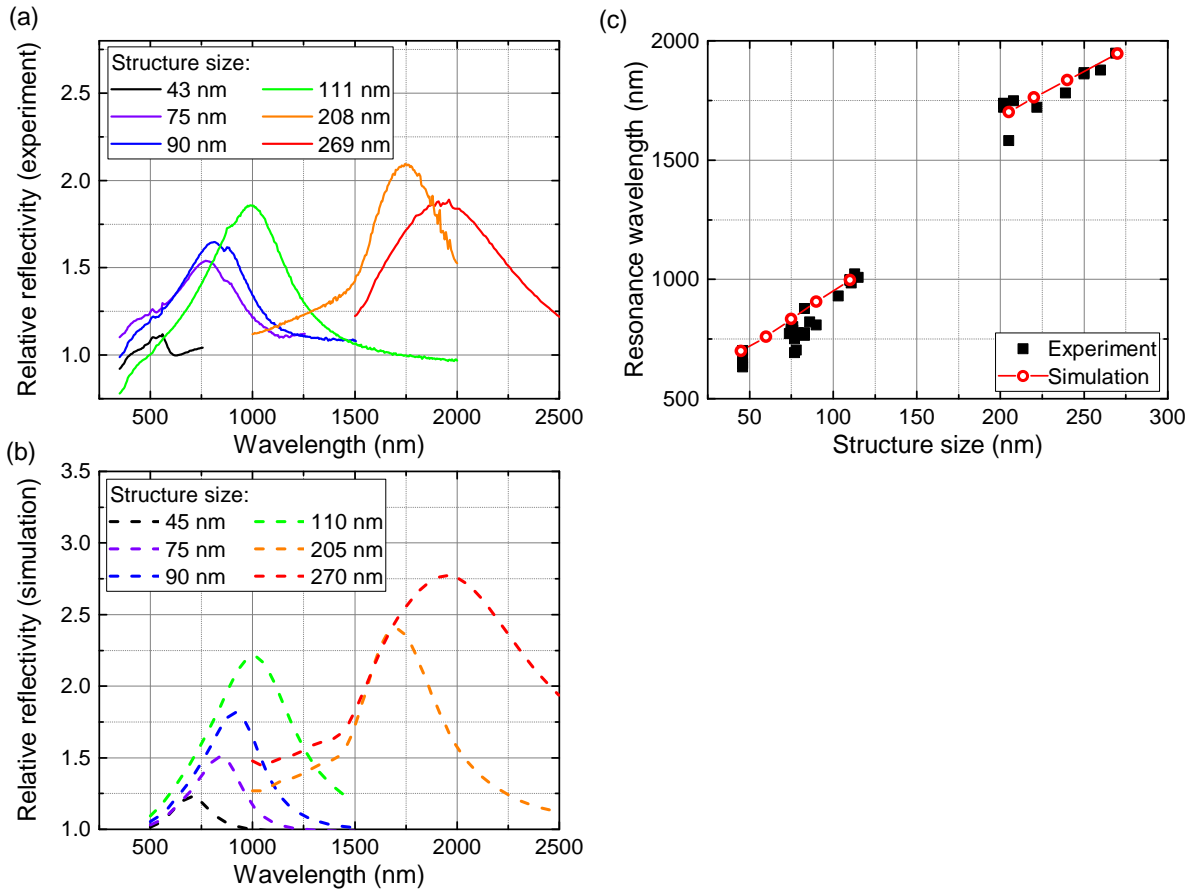 (a)
Relative reflectivity (experiment)
2.5
2.0
1.5
1.0
Structure size:
43 nm
75 nm
90 nm
111 nm
208 nm
269 nm
500
1000
1500
2000
2500
Wavelength (nm)
(b)
Relative reflectivity (simulation)
3.5
3.0
2.5
2.0
1.5
1.0
Structure size:
45 nm
75 nm
90 nm
110 nm
205 nm
270 nm
500
1000
1500
2000
2500
Wavelength (nm)
(c)
Resonance wavelength (nm)
2000
1500
1000
500
Experiment
Simulation
50
100
150
200
250
300
Structure size (nm)